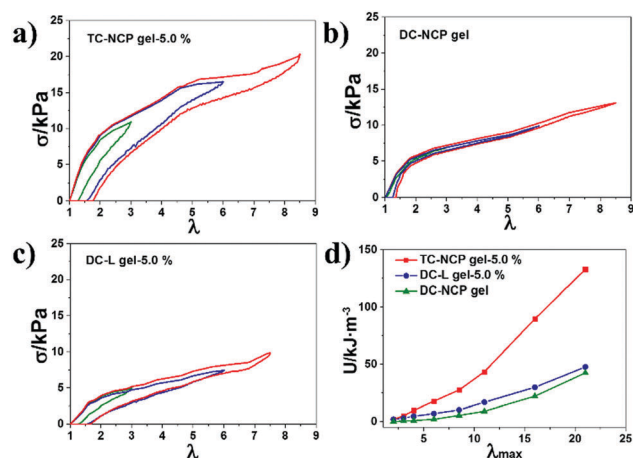 a)
TC-NCP gel-5.0 %
σ/kPa
25
20
15
10
5
0
1 2 3 4 5 6 7 8 9
λ
b)
DC-NCP gel
σ/kPa
25
20
15
10
5
0
1 2 3 4 5 6 7 8 9
λ
c)
DC-L gel-5.0 %
σ/kPa
25
20
15
10
5
0
1 2 3 4 5 6 7 8 9
λ
d)
TC-NCP gel-5.0 %
DC-L gel-5.0 %
DC-NCP gel
U/kJ·m⁻³
150
100
50
0
5 10 15 20 25
λmax